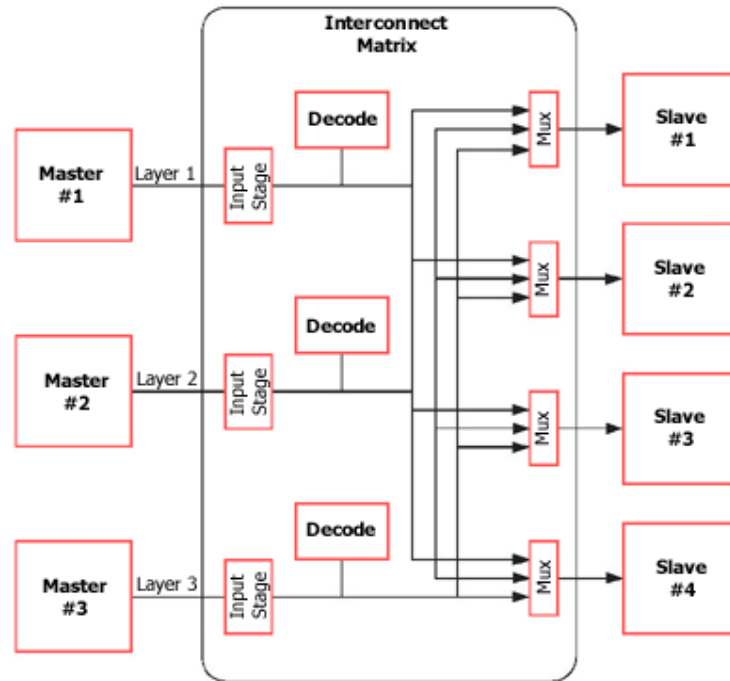 Interconnect
Matrix
Decode
Mux
Slave
#1
Master
#1
Layer 1
Input
Stage
Decode
Mux
Slave
#2
Master
#2
Layer 2
Input
Stage
Mux
Slave
#3
Decode
Master
#3
Layer 3
Input
Stage
Mux
Slave
#4